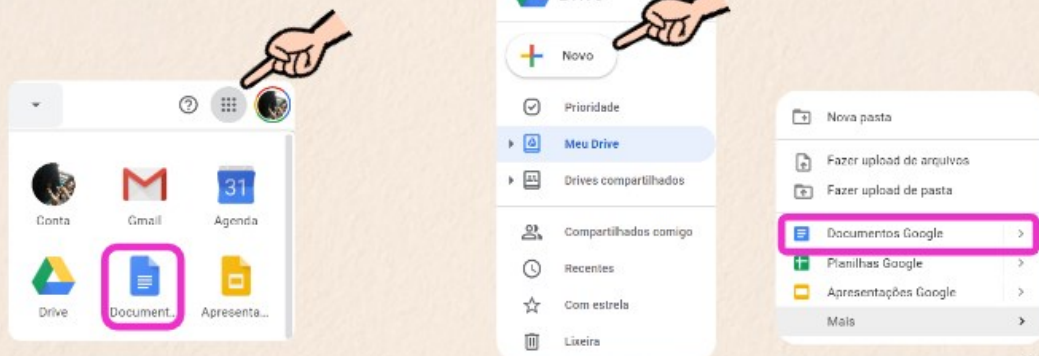 Conta
Gmail
31
Agenda
Drive
Document...
Apresenta...
Novo
Prioridade
Meu Drive
Drives compartilhados
Compartilhados comigo
Recentes
Com estrela
Lixeira
Nova pasta
Fazer upload de arquivos
Fazer upload de pasta
Documentos Google
Planilhas Google
Apresentações Google
Mais